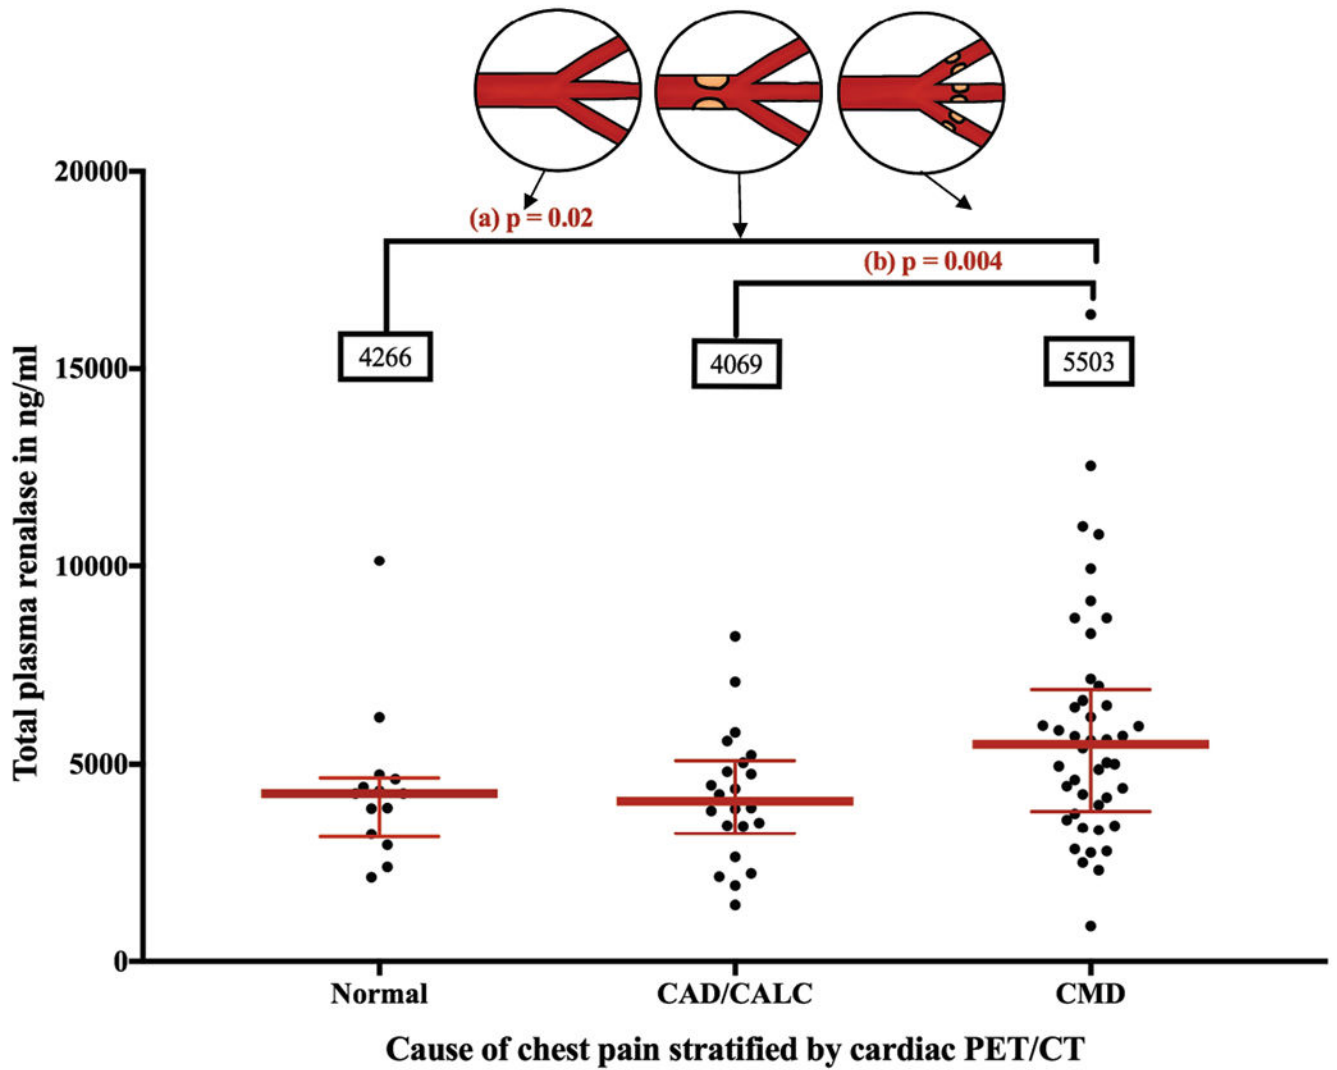 20000
(a) p = 0.02
(b) p = 0.004
4266
4069
5503
15000
10000
5000
0
Total plasma renalase in ng/ml
Normal
CAD/CALC
CMD
Cause of chest pain stratified by cardiac PET/CT